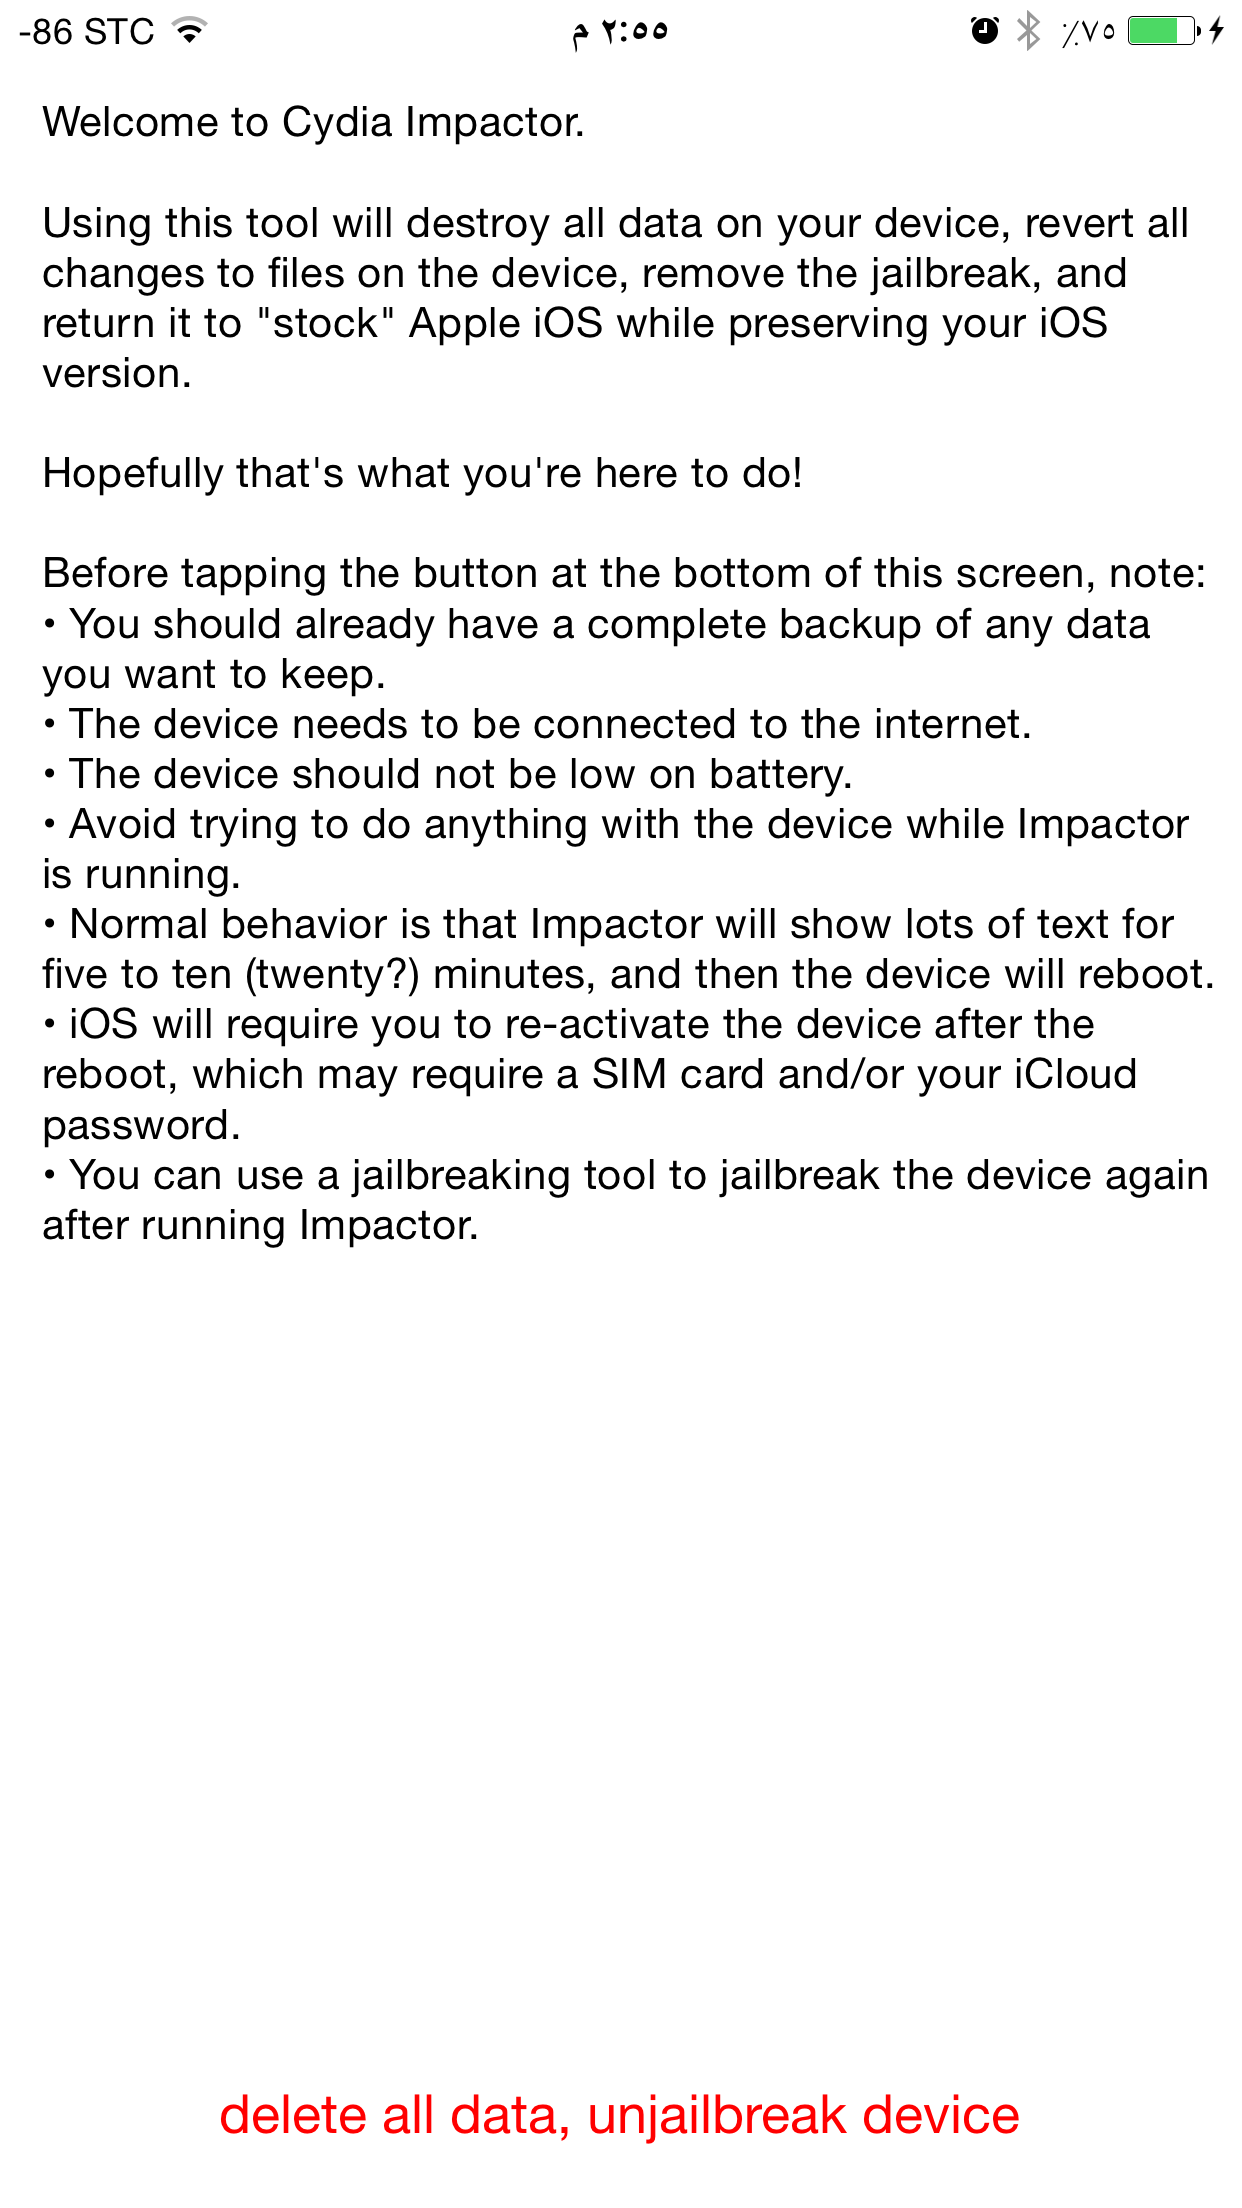 -86 STC
٢:٥٥ م
٪٧٥
Welcome to Cydia Impactor.
Using this tool will destroy all data on your device, revert all
changes to files on the device, remove the jailbreak, and
return it to "stock" Apple iOS while preserving your iOS
version.
Hopefully that's what you're here to do!
Before tapping the button at the bottom of this screen, note:
• You should already have a complete backup of any data
you want to keep.
• The device needs to be connected to the internet.
• The device should not be low on battery.
• Avoid trying to do anything with the device while Impactor
is running.
• Normal behavior is that Impactor will show lots of text for
five to ten (twenty?) minutes, and then the device will reboot.
• iOS will require you to re-activate the device after the
reboot, which may require a SIM card and/or your iCloud
password.
• You can use a jailbreaking tool to jailbreak the device again
after running Impactor.
delete all data, unjailbreak device